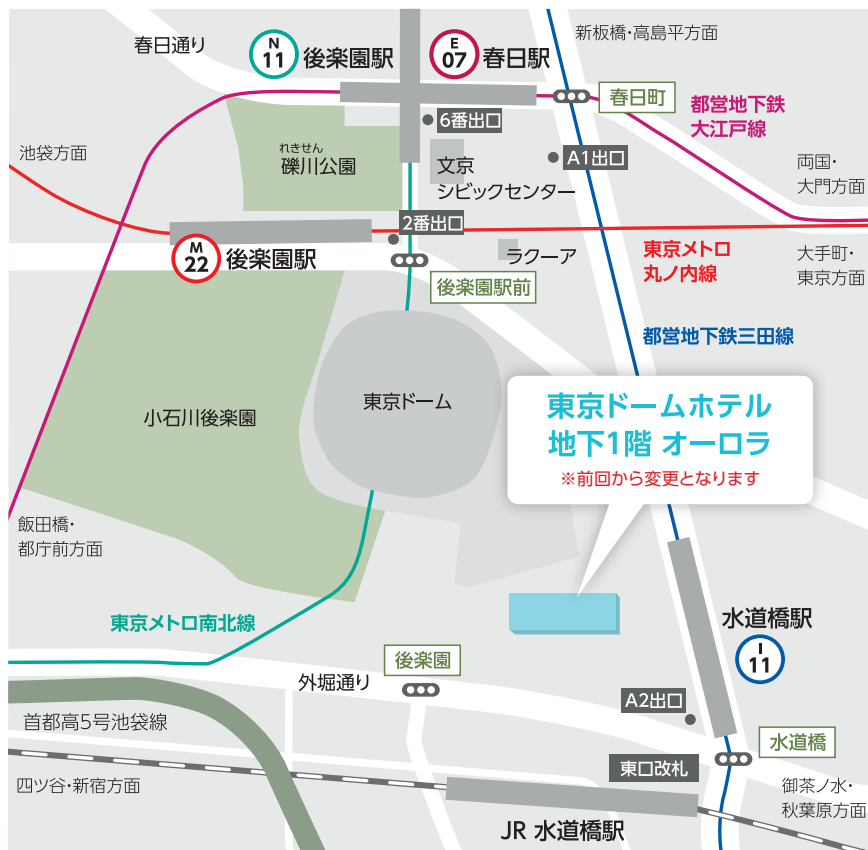 春日通り
N
11
後楽園駅
E
07
春日駅
新板橋・高島平方面
春日町
都営地下鉄
大江戸線
6番出口
池袋方面
れきせん
礫川公園
文京
シビックセンター
A1出口
両国・
大門方面
2番出口
M
22
後楽園駅
ラクーア
東京メトロ
丸ノ内線
大手町・
東京方面
後楽園駅前
都営地下鉄三田線
小石川後楽園
東京ドーム
東京ドームホテル
地下1階 オーロラ
※前回から変更となります
飯田橋・
都庁前方面
東京メトロ南北線
水道橋駅
I
11
後楽園
外堀通り
A2出口
首都高5号池袋線
水道橋
東口改札
四ツ谷・新宿方面
御茶ノ水・
秋葉原方面
JR 水道橋駅